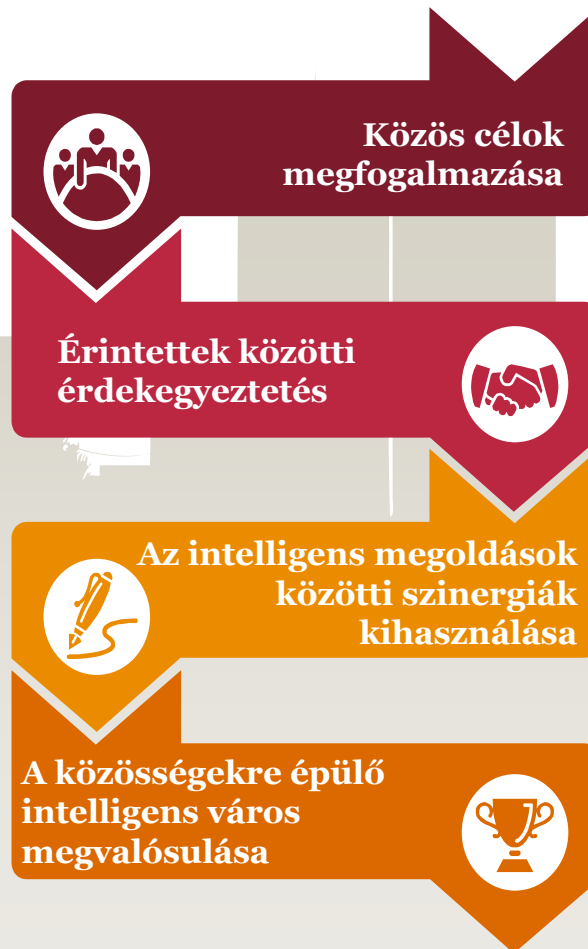 Közös célok
megfogalmazása
Érintettek közötti
érdekegyeztetés
Az intelligens megoldások
közötti szinergiák
kihasználása
A közösségekre épülő
intelligens város
megvalósulása